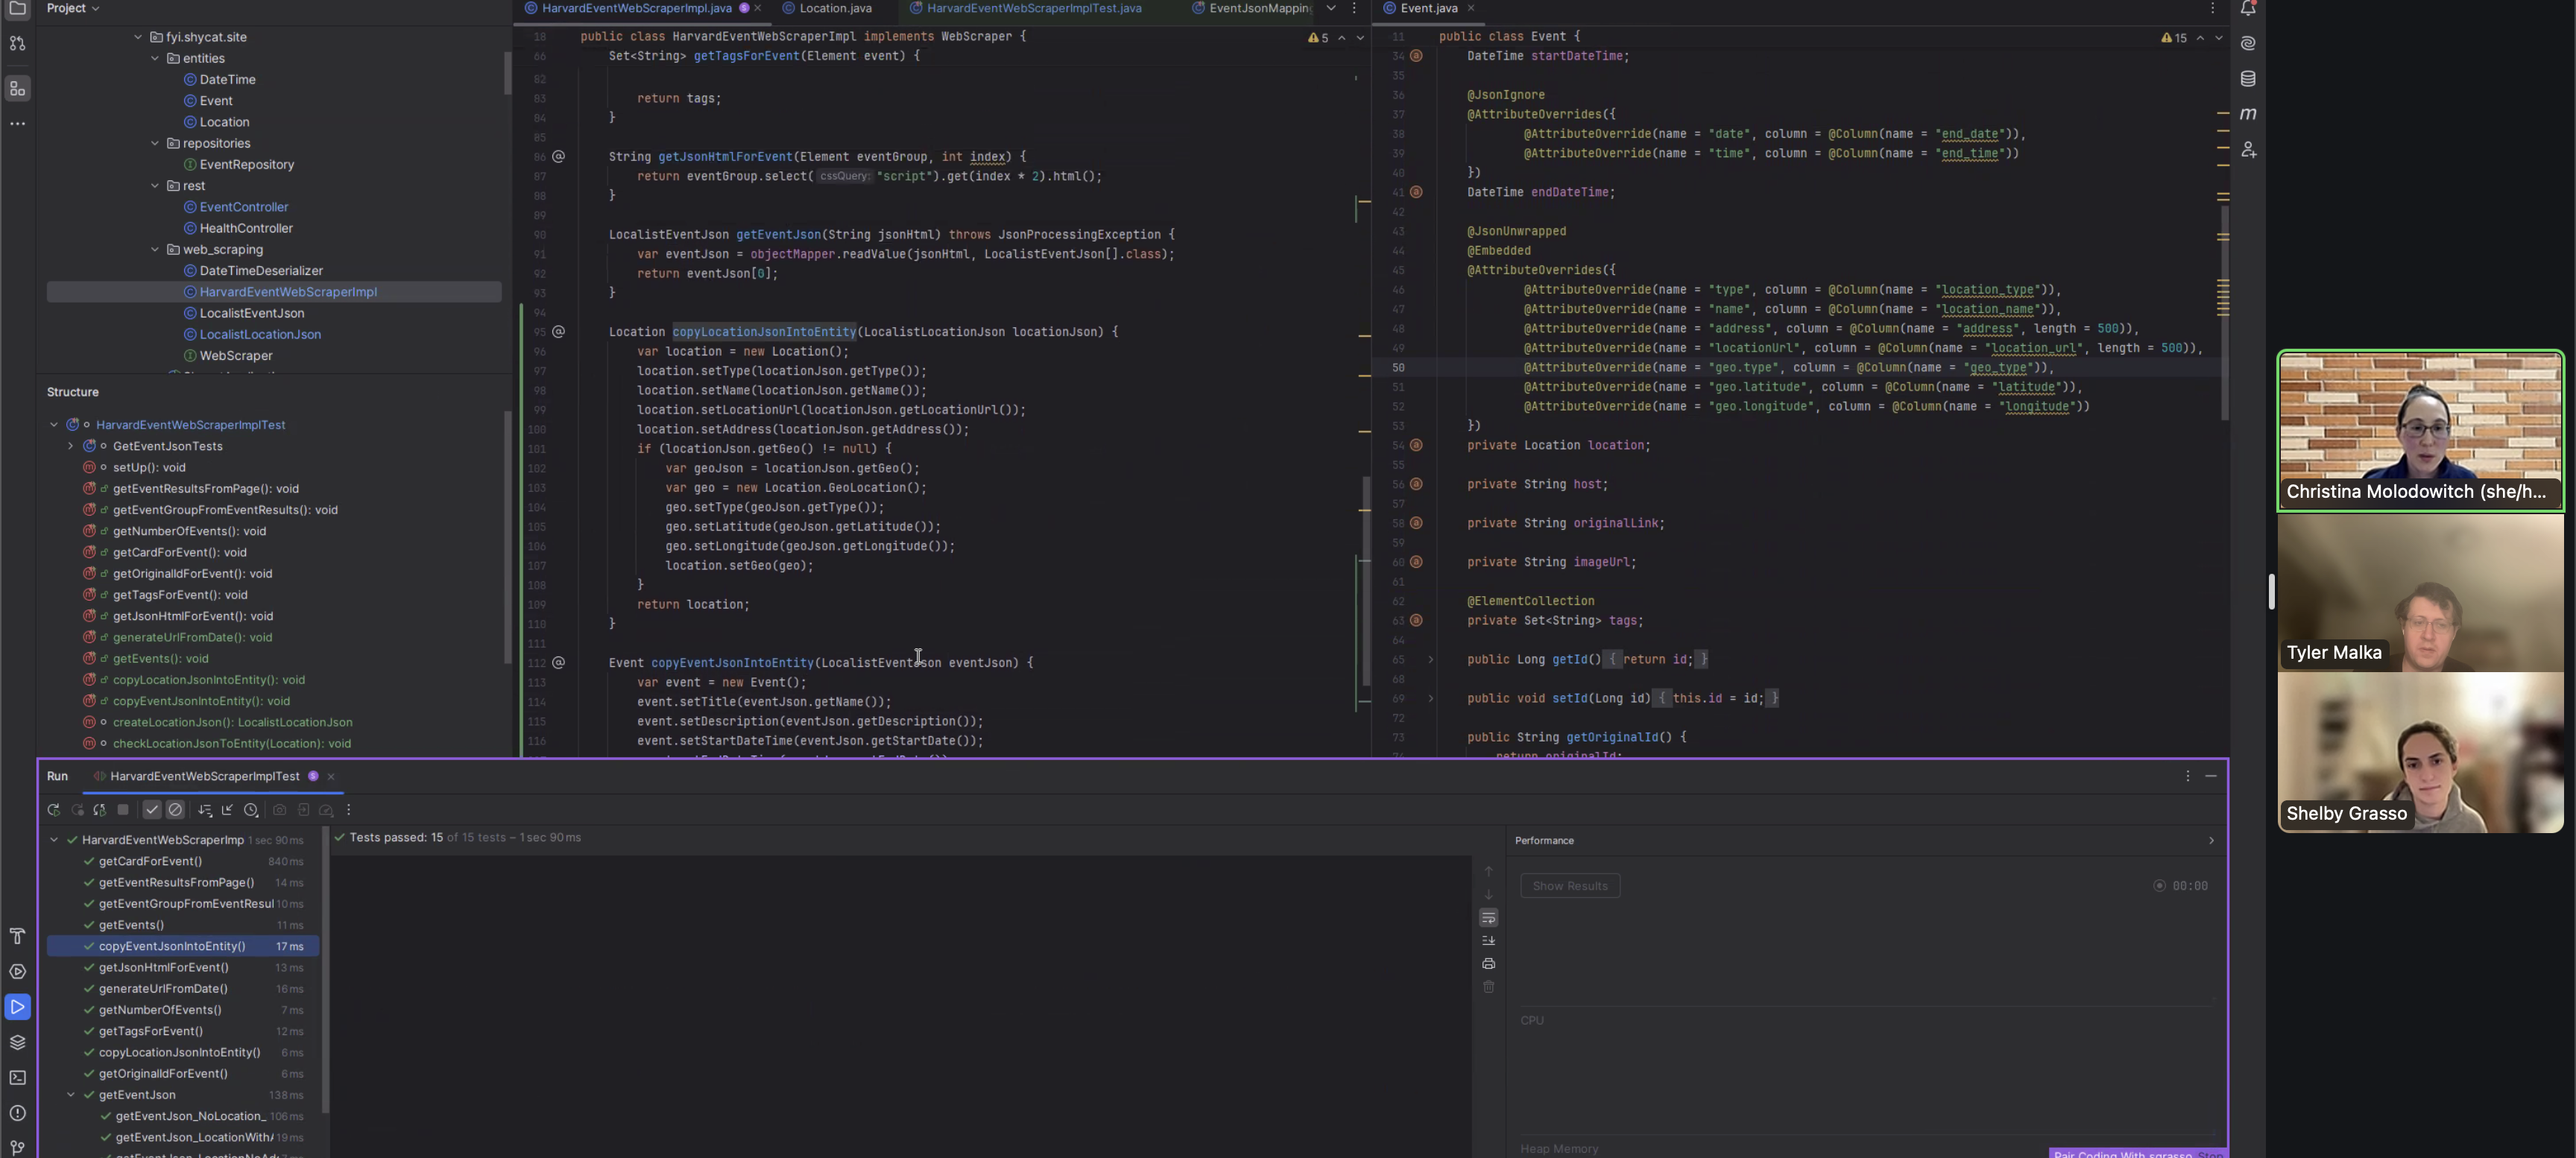 Project
fyi.shycat.site
entities
DateTime
Event
Location
repositories
EventRepository
rest
EventController
HealthController
web_scraping
DateTimeDeserializer
HarvardEventWebScraperImpl
LocalistEventJson
LocalistLocationJson
WebScraper
Structure
HarvardEventWebScraperImplTest
GetEventJsonTests
setUp(): void
getEventResultsFromPage(): void
getEventGroupFromEventResults(): void
getNumberOfEvents(): void
getCardForEvent(): void
getOriginalIdForEvent(): void
getTagsForEvent(): void
getJsonHtmlForEvent(): void
generateUrlFromDate(): void
getEvents(): void
copyLocationJsonIntoEntity(): void
copyEventJsonIntoEntity(): void
createLocationJson(): LocalistLocationJson
checkLocationJsonToEntity(Location): void
HarvardEventWebScraperImpl.java Location.java HarvardEventWebScraperImplTest.java EventJsonMappin
18 public class HarvardEventWebScraperImpl implements WebScraper { 5
66 Set<String> getTagsForEvent(Element event) {
82
83 return tags;
84 }
85
86 String getJsonHtmlForEvent(Element eventGroup, int index) {
87 return eventGroup.select( cssQuery: "script").get(index * 2).html();
88 }
89
90 LocalistEventJson getEventJson(String jsonHtml) throws JsonProcessingException {
91 var eventJson = objectMapper.readValue(jsonHtml, LocalistEventJson[].class);
92 return eventJson[0];
93 }
94
95 Location copyLocationJsonIntoEntity(LocalistLocationJson locationJson) {
96 var location = new Location();
97 location.setType(locationJson.getType());
98 location.setName(locationJson.getName());
99 location.setLocationUrl(locationJson.getLocationUrl());
100 location.setAddress(locationJson.getAddress());
101 if (locationJson.getGeo() != null) {
102 var geoJson = locationJson.getGeo();
103 var geo = new Location.GeoLocation();
104 geo.setType(geoJson.getType());
105 geo.setLatitude(geoJson.getLatitude());
106 geo.setLongitude(geoJson.getLongitude());
107 location.setGeo(geo);
108 }
109 return location;
110 }
111
112 Event copyEventJsonIntoEntity(LocalistEventJson eventJson) {
113 var event = new Event();
114 event.setTitle(eventJson.getName());
115 event.setDescription(eventJson.getDescription());
116 event.setStartDateTime(eventJson.getStartDate());
Event.java
11 public class Event { 15
34 DateTime startDateTime;
35
36 @JsonIgnore
37 @AttributeOverrides({
38 @AttributeOverride(name = "date", column = @Column(name = "end_date")),
39 @AttributeOverride(name = "time", column = @Column(name = "end_time"))
40 })
41 DateTime endDateTime;
42
43 @JsonUnwrapped
44 @Embedded
45 @AttributeOverrides({
46 @AttributeOverride(name = "type", column = @Column(name = "location_type")),
47 @AttributeOverride(name = "name", column = @Column(name = "location_name")),
48 @AttributeOverride(name = "address", column = @Column(name = "address", length = 500)),
49 @AttributeOverride(name = "locationUrl", column = @Column(name = "location_url", length = 500)),
50 @AttributeOverride(name = "geo.type", column = @Column(name = "geo_type")),
51 @AttributeOverride(name = "geo.latitude", column = @Column(name = "latitude")),
52 @AttributeOverride(name = "geo.longitude", column = @Column(name = "longitude"))
53 })
54 private Location location;
55
56 private String host;
57
58 private String originalLink;
59
60 private String imageUrl;
61
62 @ElementCollection
63 private Set<String> tags;
64
65 public Long getId() { return id; }
68
69 public void setId(Long id) { this.id = id; }
72
73 public String getOriginalId() {
return originalId;
Run HarvardEventWebScraperImplTest
HarvardEventWebScraperImp 1 sec 90 ms
getCardForEvent() 840 ms
getEventResultsFromPage() 14 ms
getEventGroupFromEventResul 10 ms
getEvents() 11 ms
copyEventJsonIntoEntity() 17 ms
getJsonHtmlForEvent() 13 ms
generateUrlFromDate() 16 ms
getNumberOfEvents() 7 ms
getTagsForEvent() 12 ms
copyLocationJsonIntoEntity() 6 ms
getOriginalIdForEvent() 6 ms
getEventJson 138 ms
getEventJson_NoLocation_ 106 ms
getEventJson_LocationWith 19 ms
Tests passed: 15 of 15 tests – 1 sec 90 ms
Performance
Show Results 00:00
CPU
Heap Memory
Pair Coding With sgrasso Stop
Christina Molodowitch (she/h...
Tyler Malka
Shelby Grasso